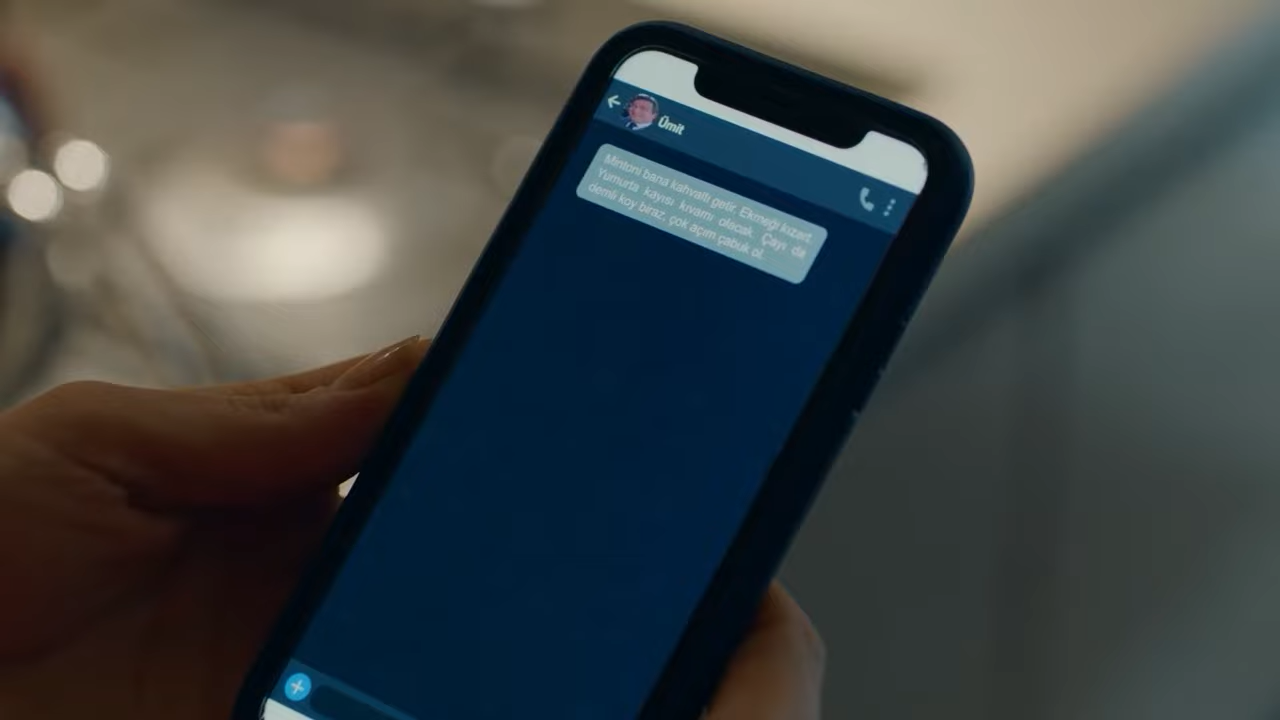 Ümit
Mintoni bana kahvaltı getir. Ekmeği kızart.
Yumurta kayısı kıvamı olacak. Çayı da
demli koy biraz, çok açım çabuk ol.